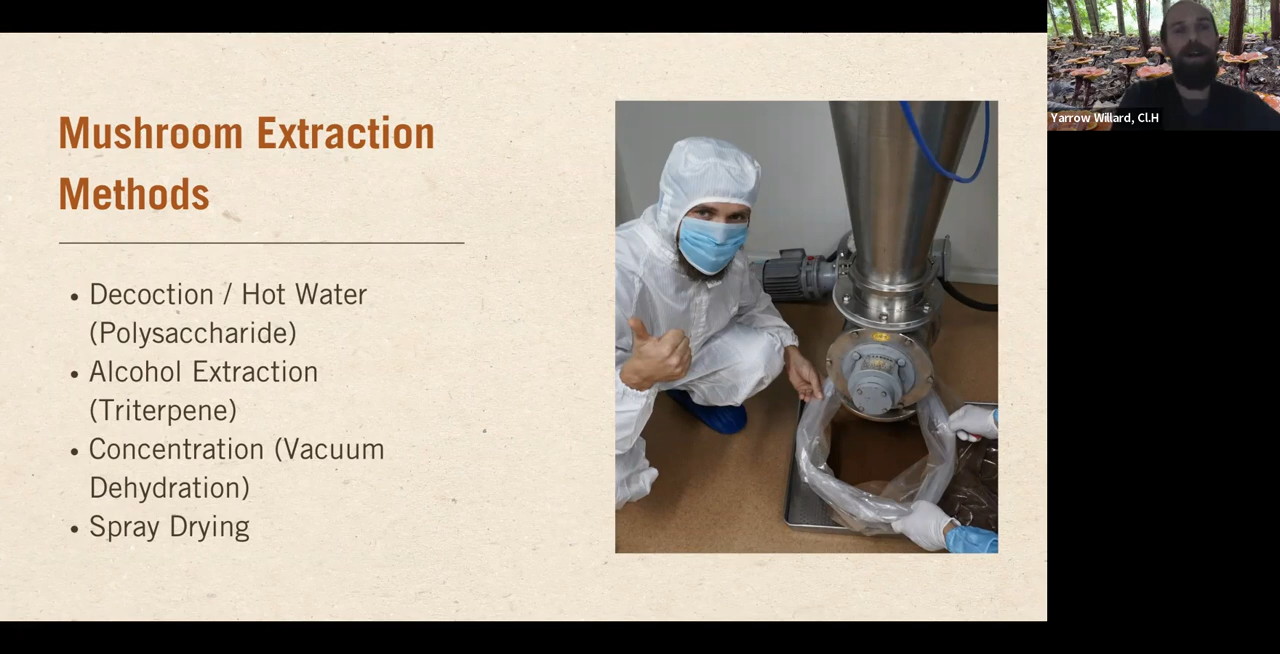 Mushroom Extraction
Methods
• Decoction / Hot Water
(Polysaccharide)
• Alcohol Extraction
(Triterpene)
• Concentration (Vacuum
Dehydration)
• Spray Drying
Yarrow Willard, Cl.H